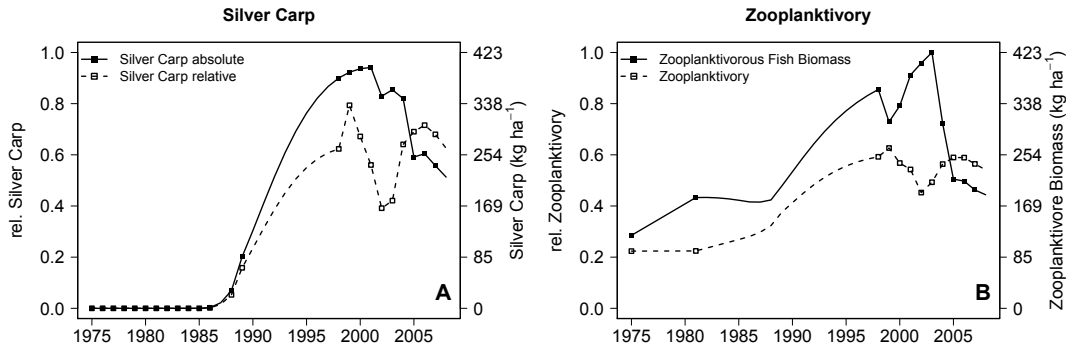 Silver Carp
Silver Carp absolute
Silver Carp relative
rel. Silver Carp
1.0
0.8
0.6
0.4
0.2
0.0
423
338
254
169
85
0
Silver Carp (kg ha−1)
A
1975 1980 1985 1990 1995 2000 2005
Zooplanktivory
Zooplanktivorous Fish Biomass
Zooplanktivory
rel. Zooplanktivory
1.0
0.8
0.6
0.4
0.2
0.0
423
338
254
169
85
0
Zooplanktivore Biomass (kg ha−1)
B
1975 1980 1985 1990 1995 2000 2005